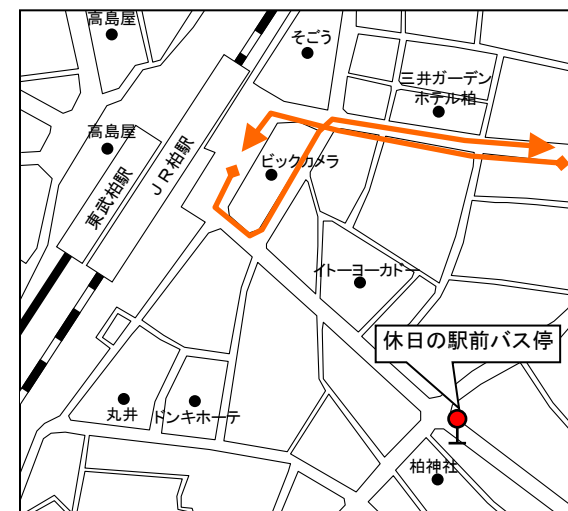 高島屋
そごう
三井ガーデン
ホテル柏
高島屋
ビックカメラ
JR柏駅
東武柏駅
イトーヨーカドー
休日の駅前バス停
丸井
ドンキホーテ
柏神社